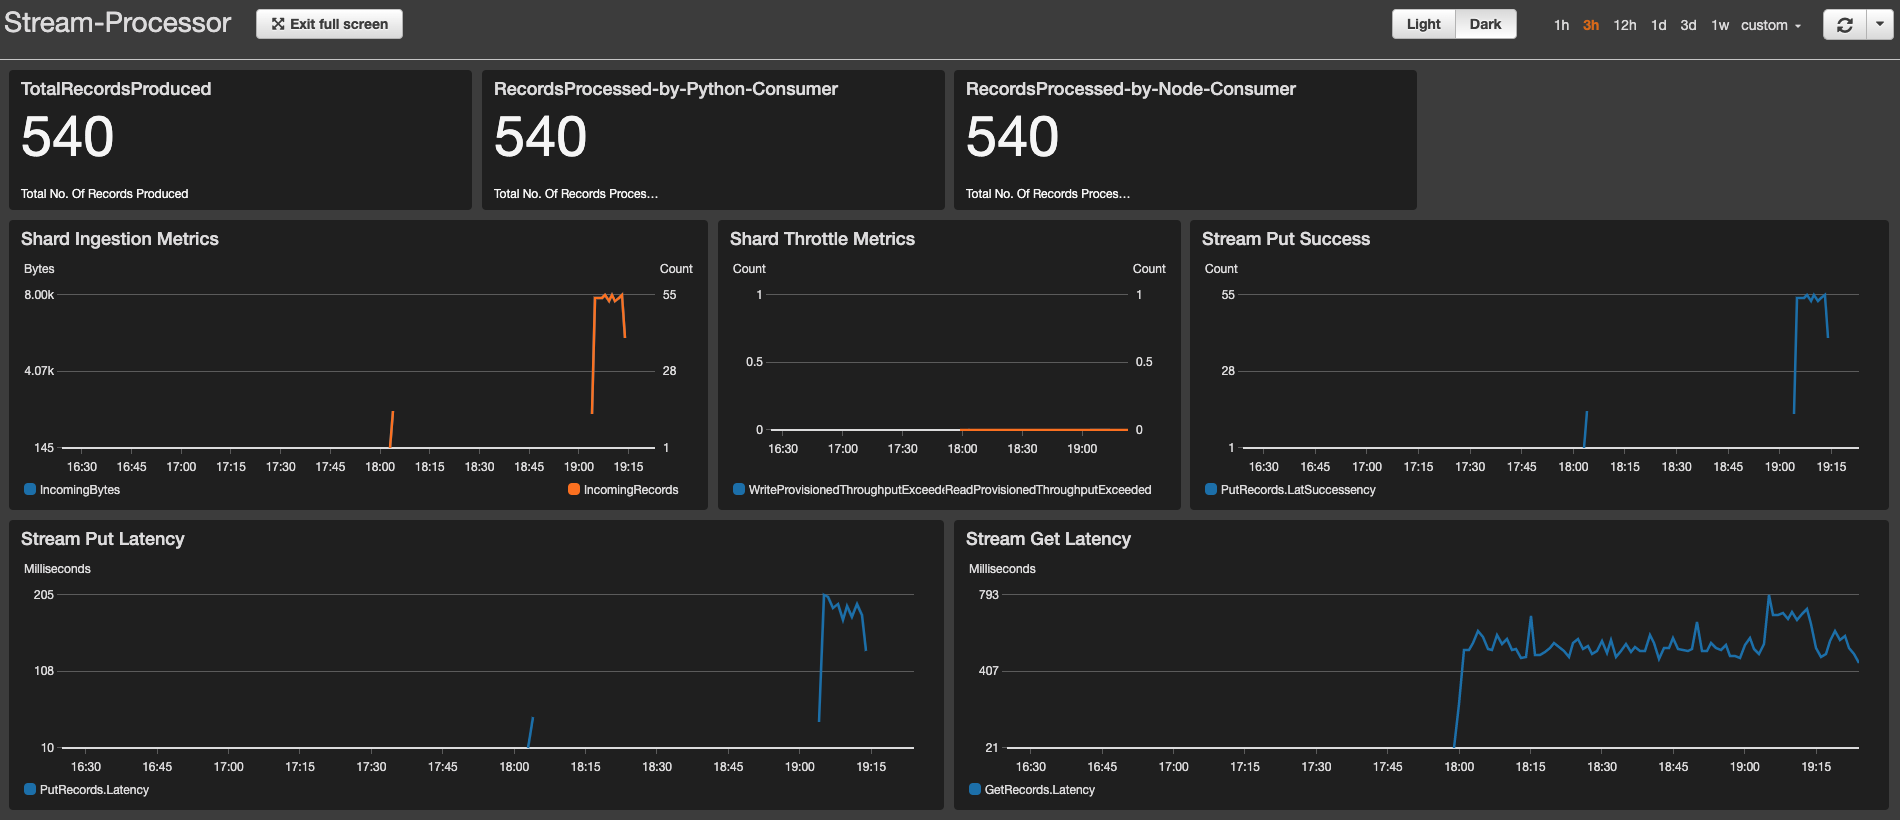 Stream-Processor
Exit full screen
Light Dark
1h 3h 12h 1d 3d 1w custom
TotalRecordsProduced
540
Total No. Of Records Produced
RecordsProcessed-by-Python-Consumer
540
Total No. Of Records Proces...
RecordsProcessed-by-Node-Consumer
540
Total No. Of Records Proces...
Shard Ingestion Metrics
Bytes Count
8.00k 55
4.07k 28
145 1
16:30 16:45 17:00 17:15 17:30 17:45 18:00 18:15 18:30 18:45 19:00 19:15
IncomingBytes IncomingRecords
Shard Throttle Metrics
Count Count
1 1
0.5 0.5
0 0
16:30 17:00 17:30 18:00 18:30 19:00
WriteProvisionedThroughputExceede ReadProvisionedThroughputExceeded
Stream Put Success
Count
55
28
1
16:30 16:45 17:00 17:15 17:30 17:45 18:00 18:15 18:30 18:45 19:00 19:15
PutRecords.LatSuccessency
Stream Put Latency
Milliseconds
205
108
10
16:30 16:45 17:00 17:15 17:30 17:45 18:00 18:15 18:30 18:45 19:00 19:15
PutRecords.Latency
Stream Get Latency
Milliseconds
793
407
21
16:30 16:45 17:00 17:15 17:30 17:45 18:00 18:15 18:30 18:45 19:00 19:15
GetRecords.Latency